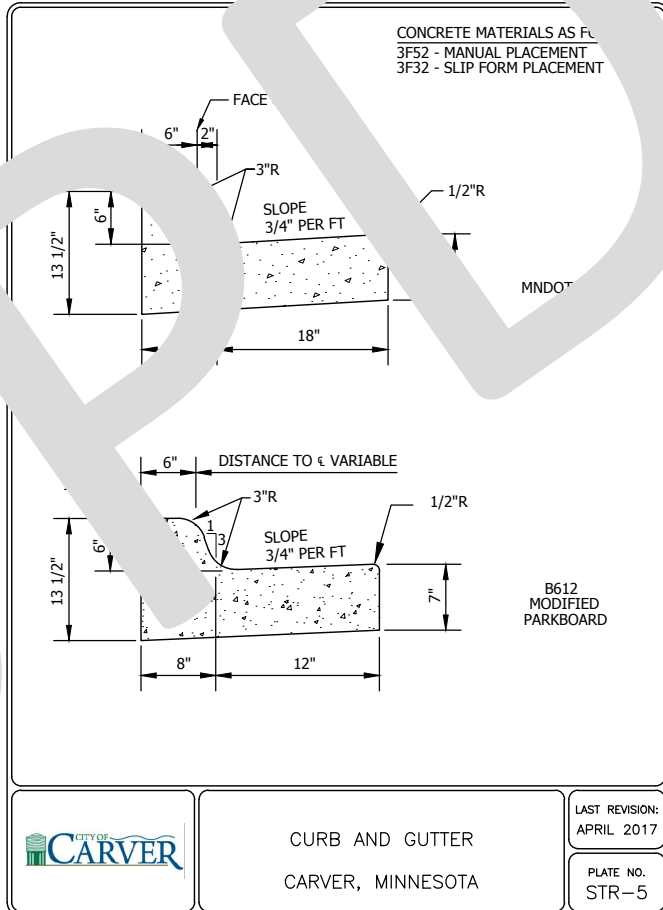 CONCRETE MATERIALS AS
3F52 - MANUAL PLACEMENT
3F32 - SLIP FORM PLACEMENT
FACE
6" 2"
3"R
1/2"R
SLOPE
3/4" PER FT
6"
13 1/2"
MNDOT
18"
6" DISTANCE TO ℄ VARIABLE
3"R
1/2"R
1
3
SLOPE
3/4" PER FT
6"
13 1/2"
7"
B612
MODIFIED
PARKBOARD
8" 12"
CITY OF
CARVER
CURB AND GUTTER
CARVER, MINNESOTA
LAST REVISION:
APRIL 2017
PLATE NO.
STR-5